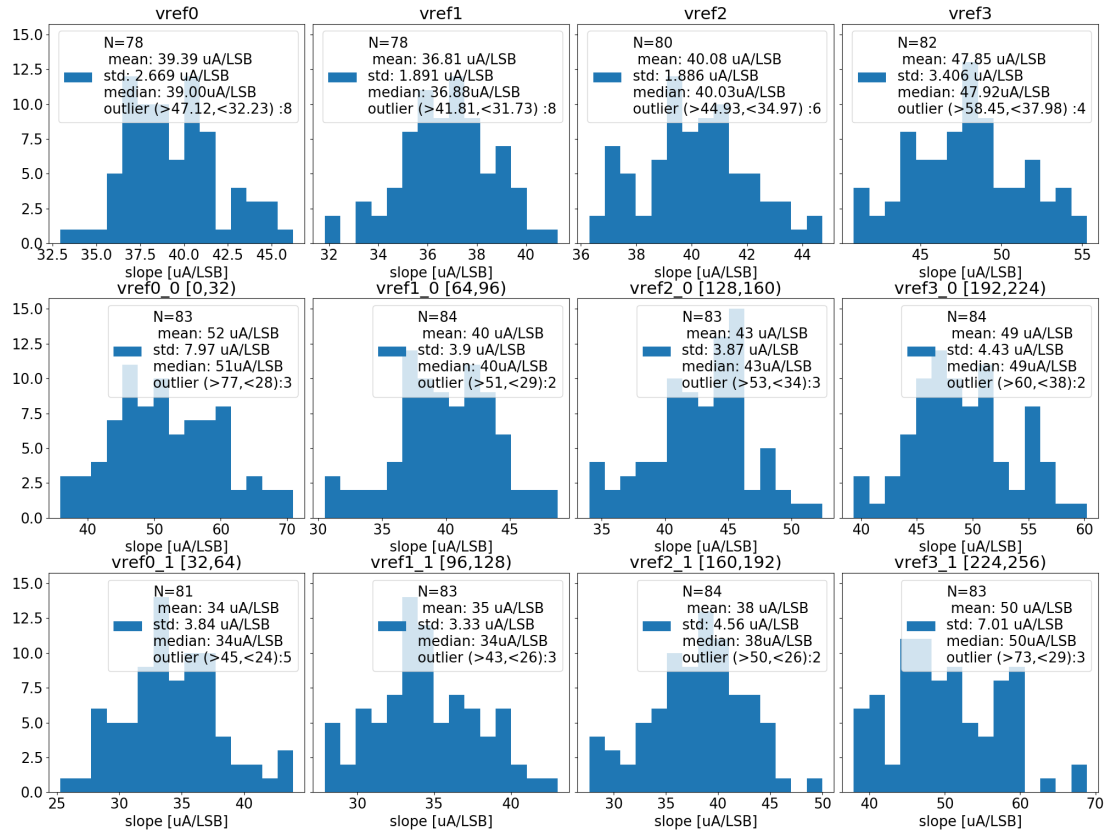 vref0
vref1
vref2
vref3
N=78
mean: 39.39 uA/LSB
std: 2.669 uA/LSB
median: 39.00uA/LSB
outlier (>47.12,<32.23) :8
N=78
mean: 36.81 uA/LSB
std: 1.891 uA/LSB
median: 36.88uA/LSB
outlier (>41.81,<31.73) :8
N=80
mean: 40.08 uA/LSB
std: 1.886 uA/LSB
median: 40.03uA/LSB
outlier (>44.93,<34.97) :6
N=82
mean: 47.85 uA/LSB
std: 3.406 uA/LSB
median: 47.92uA/LSB
outlier (>58.45,<37.98) :4
15.0
12.5
10.0
7.5
5.0
2.5
0.0
32.5 35.0 37.5 40.0 42.5 45.0
32 34 36 38 40
36 38 40 42 44
45 50 55
slope [uA/LSB]
slope [uA/LSB]
slope [uA/LSB]
slope [uA/LSB]
vref0_0 [0,32)
vref1_0 [64,96)
vref2_0 [128,160)
vref3_0 [192,224)
N=83
mean: 52 uA/LSB
std: 7.97 uA/LSB
median: 51uA/LSB
outlier (>77,<28):3
N=84
mean: 40 uA/LSB
std: 3.9 uA/LSB
median: 40uA/LSB
outlier (>51,<29):2
N=83
mean: 43 uA/LSB
std: 3.87 uA/LSB
median: 43uA/LSB
outlier (>53,<34):3
N=84
mean: 49 uA/LSB
std: 4.43 uA/LSB
median: 49uA/LSB
outlier (>60,<38):2
15.0
12.5
10.0
7.5
5.0
2.5
0.0
40 50 60 70
30 35 40 45
35 40 45 50
40 45 50 55 60
slope [uA/LSB]
slope [uA/LSB]
slope [uA/LSB]
slope [uA/LSB]
vref0_1 [32,64)
vref1_1 [96,128)
vref2_1 [160,192)
vref3_1 [224,256)
N=81
mean: 34 uA/LSB
std: 3.84 uA/LSB
median: 34uA/LSB
outlier (>45,<24):5
N=83
mean: 35 uA/LSB
std: 3.33 uA/LSB
median: 34uA/LSB
outlier (>43,<26):3
N=84
mean: 38 uA/LSB
std: 4.56 uA/LSB
median: 38uA/LSB
outlier (>50,<26):2
N=83
mean: 50 uA/LSB
std: 7.01 uA/LSB
median: 50uA/LSB
outlier (>73,<29):3
15.0
12.5
10.0
7.5
5.0
2.5
0.0
25 30 35 40
30 35 40
30 35 40 45 50
40 50 60 70
slope [uA/LSB]
slope [uA/LSB]
slope [uA/LSB]
slope [uA/LSB]